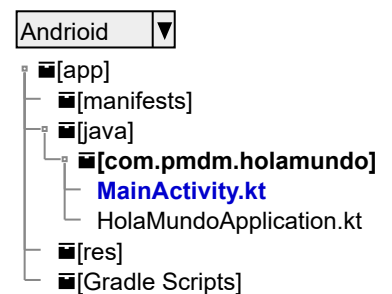 Andrioid
[app]
[manifests]
[java]
[com.pmdm.holamundo]
MainActivity.kt
HolaMundoApplication.kt
[res]
[Gradle Scripts]